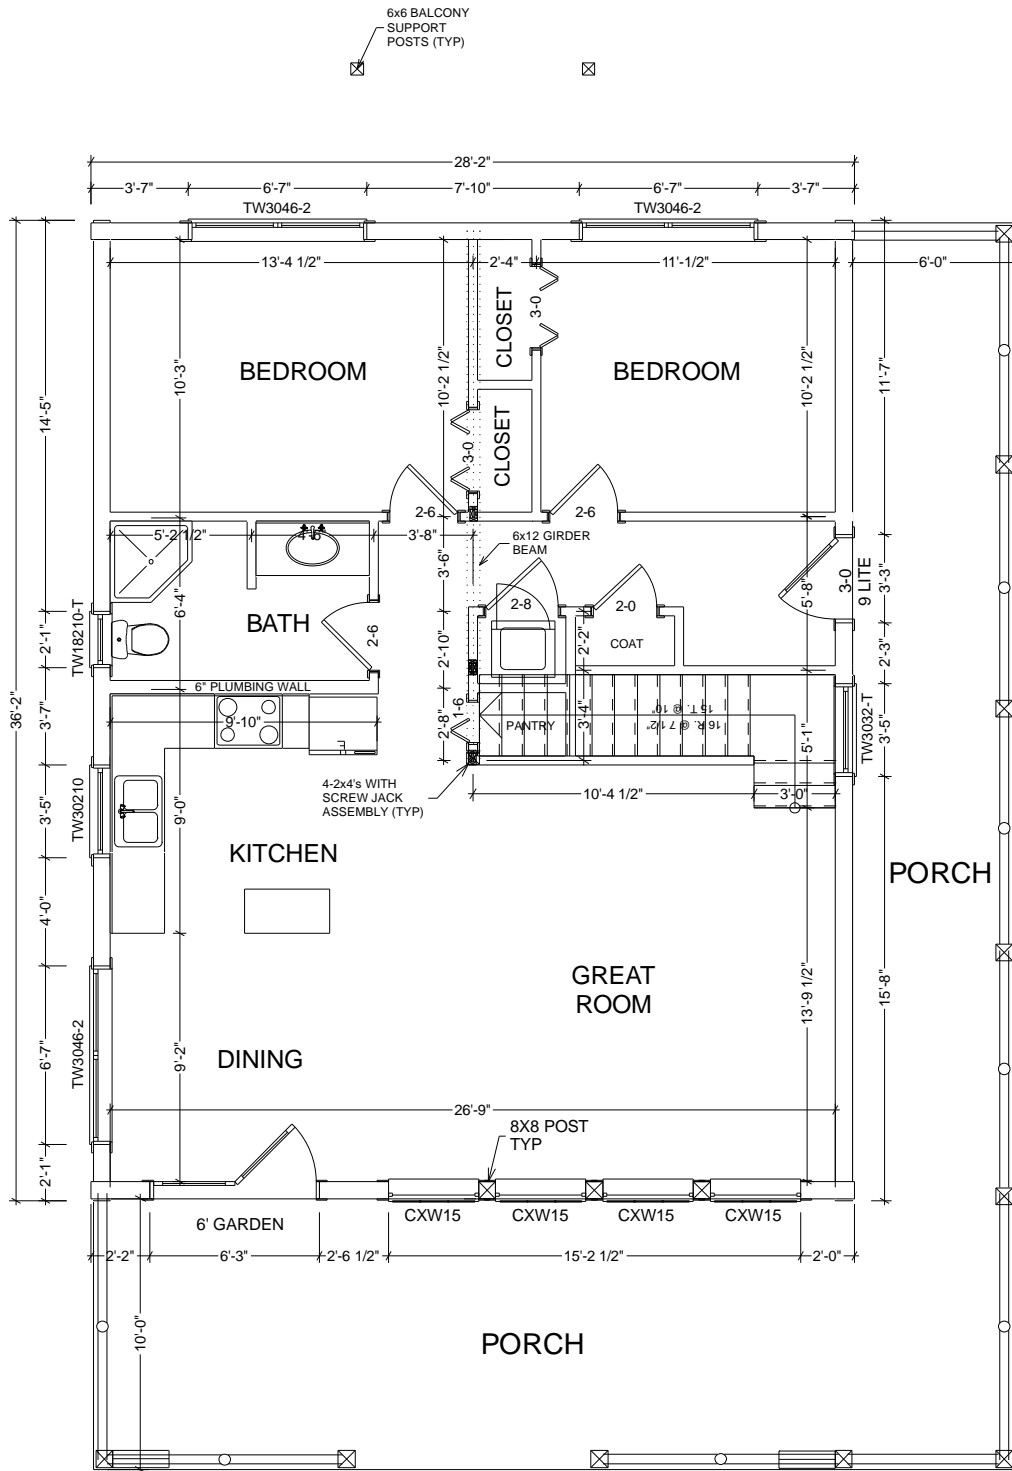 6x6 BALCONY
SUPPORT
POSTS (TYP)
28'-2"
3'-7"
6'-7"
7'-10"
6'-7"
3'-7"
TW3046-2
TW3046-2
13'-4 1/2"
2'-4"
11'-1/2"
6'-0"
CLOSET
3-0
BEDROOM
BEDROOM
10'-3"
10'-2 1/2"
10'-2 1/2"
11'-7"
14'-5"
CLOSET
3-0
2-6
2-6
5'-2 1/2"
4'-6"
3'-8"
6x12 GIRDER
BEAM
3'-6"
5'-8"
3-0
9 LITE
3'-3"
6'-4"
BATH
2-6
2-8
2-0
COAT
2'-2"
TW18210-T
2'-1"
2'-10"
2'-3"
36'-2"
6" PLUMBING WALL
9'-10"
3'-7"
2'-8"
1-6
PANTRY
3'-4"
15 T. @ 10"
16 R. @ 7 1/2"
5'-1"
TW3032-T
3'-5"
4-2x4's WITH
SCREW JACK
ASSEMBLY (TYP)
10'-4 1/2"
3'-0"
TW30210
3'-5"
9'-0"
KITCHEN
PORCH
4'-0"
GREAT
ROOM
13'-9 1/2"
15'-8"
TW3046-2
6'-7"
DINING
9'-2"
26'-9"
8X8 POST
TYP
2'-1"
6' GARDEN
CXW15
CXW15
CXW15
CXW15
2'-2"
6'-3"
2'-6 1/2"
15'-2 1/2"
2'-0"
10'-0"
PORCH